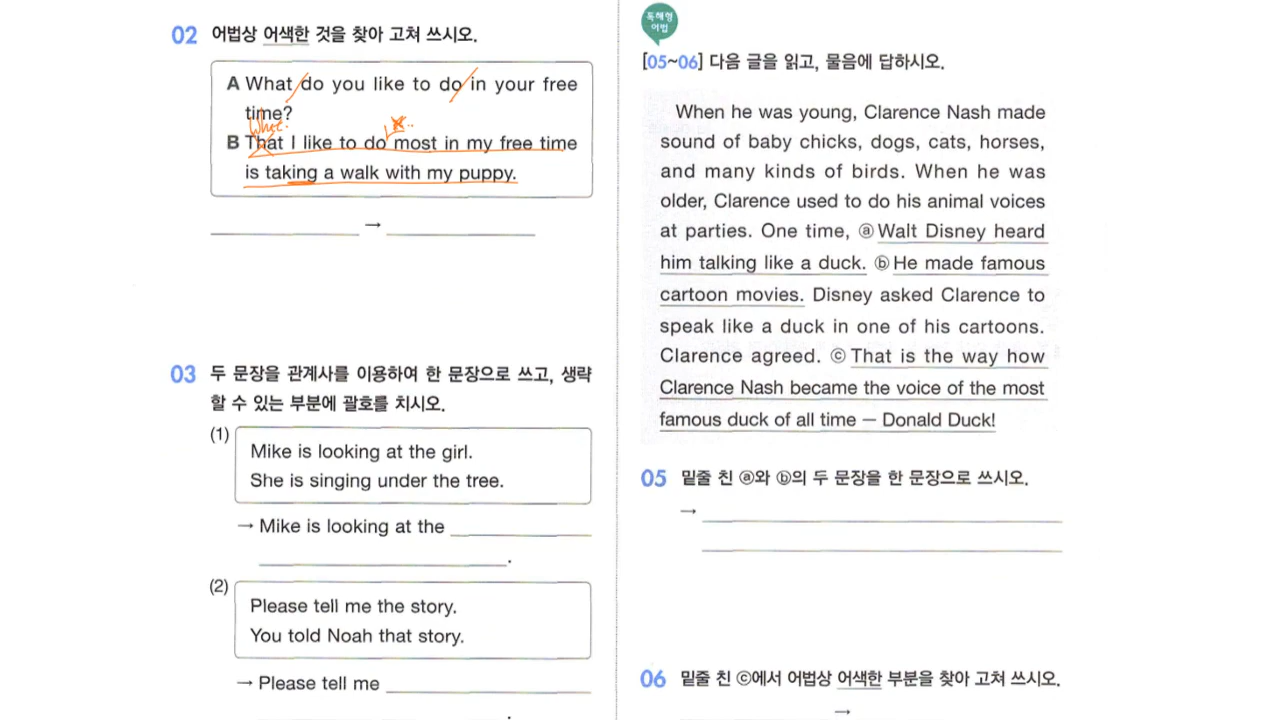 02 어법상 어색한 것을 찾아 고쳐 쓰시오.
A What do you like to do in your free
time?
What
B That I like to do most in my free time
is taking a walk with my puppy.
→
03 두 문장을 관계사를 이용하여 한 문장으로 쓰고, 생략
할 수 있는 부분에 괄호를 치시오.
(1)
Mike is looking at the girl.
She is singing under the tree.
→ Mike is looking at the
.
(2)
Please tell me the story.
You told Noah that story.
→ Please tell me
.
독해형
어법
[05~06] 다음 글을 읽고, 물음에 답하시오.
When he was young, Clarence Nash made
sound of baby chicks, dogs, cats, horses,
and many kinds of birds. When he was
older, Clarence used to do his animal voices
at parties. One time, ⓐ Walt Disney heard
him talking like a duck. ⓑ He made famous
cartoon movies. Disney asked Clarence to
speak like a duck in one of his cartoons.
Clarence agreed. ⓒ That is the way how
Clarence Nash became the voice of the most
famous duck of all time — Donald Duck!
05 밑줄 친 ⓐ와 ⓑ의 두 문장을 한 문장으로 쓰시오.
→
06 밑줄 친 ⓒ에서 어법상 어색한 부분을 찾아 고쳐 쓰시오.
→